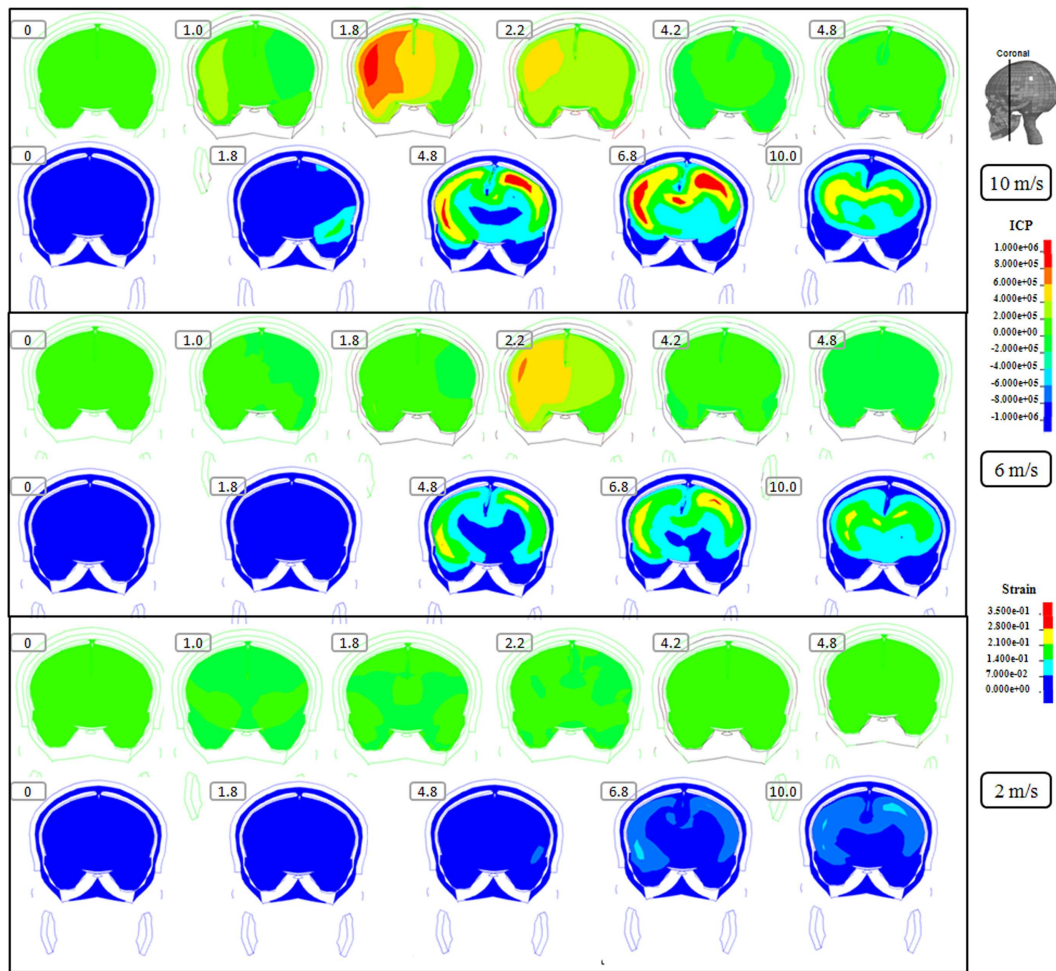 0 1.0 1.8 2.2 4.2 4.8
Coronal
0 1.8 4.8 6.8 10.0
10 m/s
ICP
1.000e+06
8.000e+05
6.000e+05
4.000e+05
2.000e+05
0.000e+00
-2.000e+05
-4.000e+05
-6.000e+05
-8.000e+05
-1.000e+06
0 1.0 1.8 2.2 4.2 4.8
0 1.8 4.8 6.8 10.0
6 m/s
Strain
3.500e-01
2.800e-01
2.100e-01
1.400e-01
7.000e-02
0.000e+00
0 1.0 1.8 2.2 4.2 4.8
0 1.8 4.8 6.8 10.0
2 m/s